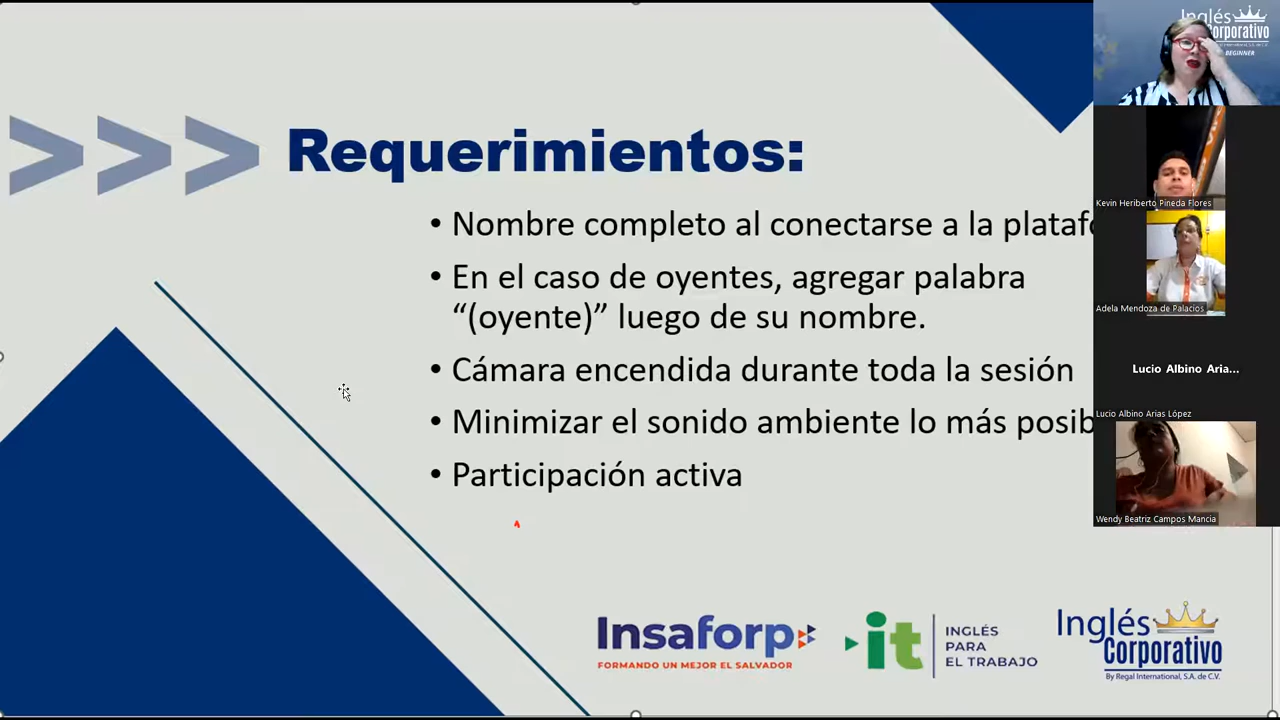 Requerimientos:
• Nombre completo al conectarse a la plataf
• En el caso de oyentes, agregar palabra
“(oyente)” luego de su nombre.
• Cámara encendida durante toda la sesión
• Minimizar el sonido ambiente lo más posib
• Participación activa
Insaforp
FORMANDO UN MEJOR EL SALVADOR
it
INGLÉS
PARA
EL TRABAJO
Inglés
Corporativo
By Regal International, S.A. de C.V.
Inglés
Corporativo
BEGINNER
Kevin Heriberto Pineda Flores
Adela Mendoza de Palacios
Lucio Albino Aria...
Lucio Albino Arias López
Wendy Beatriz Campos Mancia